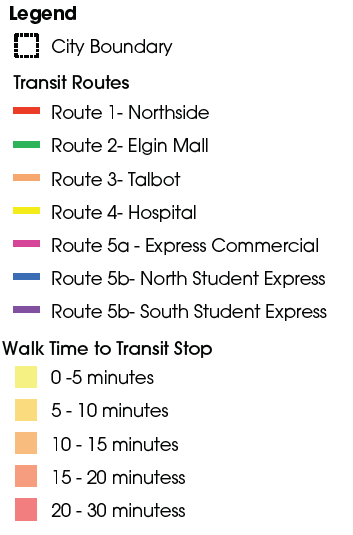 Legend
City Boundary
Transit Routes
Route 1- Northside
Route 2- Elgin Mall
Route 3- Talbot
Route 4- Hospital
Route 5a - Express Commercial
Route 5b- North Student Express
Route 5b- South Student Express
Walk Time to Transit Stop
0 -5 minutes
5 - 10 minutes
10 - 15 minutes
15 - 20 minutess
20 - 30 minutess